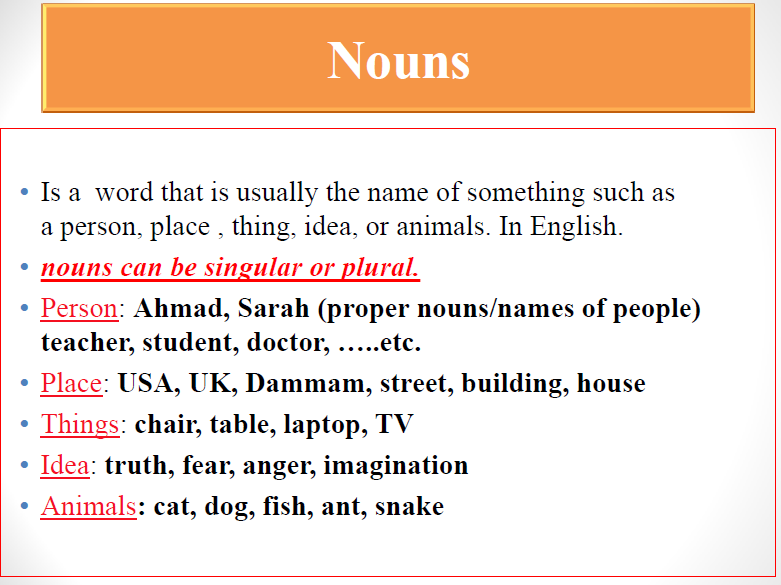 Nouns
• Is a  word that is usually the name of something such as
a person, place , thing, idea, or animals. In English.
• nouns can be singular or plural.
• Person: Ahmad, Sarah (proper nouns/names of people)
teacher, student, doctor, …..etc.
• Place: USA, UK, Dammam, street, building, house
• Things: chair, table, laptop, TV
• Idea: truth, fear, anger, imagination
• Animals: cat, dog, fish, ant, snake